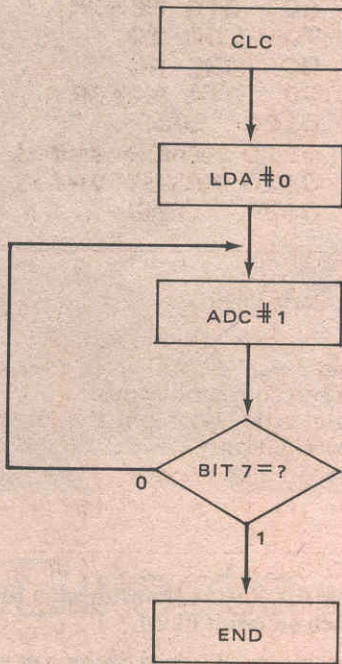 CLC
LDA #0
ADC #1
BIT 7=?
0
1
END